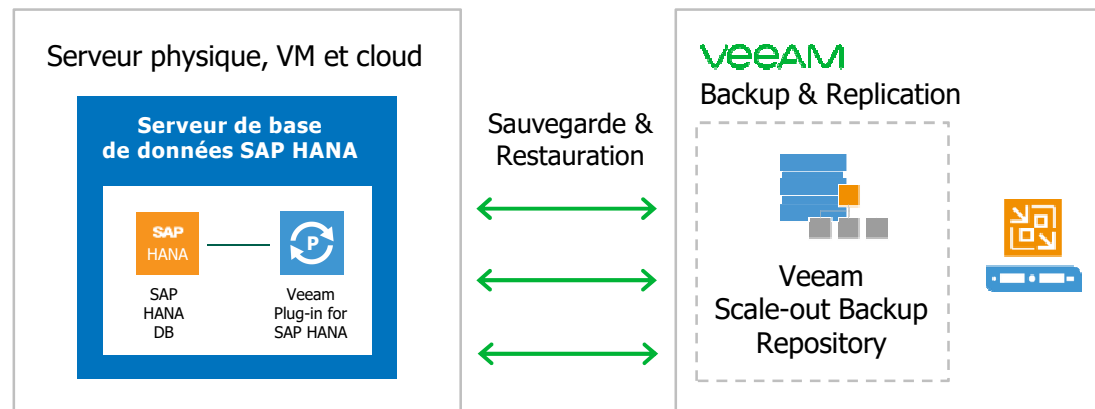 Serveur physique, VM et cloud
Serveur de base
de données SAP HANA
SAP
HANA
P
SAP
HANA
DB
Veeam
Plug-in for
SAP HANA
Sauvegarde &
Restauration
veeAM
Backup & Replication
Veeam
Scale-out Backup
Repository